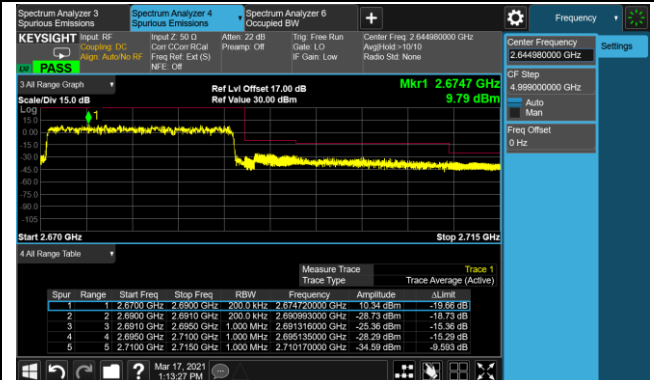 Spectrum Analyzer 3
Spurious Emissions
Spectrum Analyzer 4
Spurious Emissions
Spectrum Analyzer 6
Occupied BW
Frequency
KEYSIGHT
Input: RF
Coupling: DC
Align: Auto/No RF
Input Z: 50 Ω
Corr CCorr RCal
Freq Ref: Ext (S)
NFE: Off
Atten: 22 dB
Preamp: Off
Trig: Free Run
Gate: LO
IF Gain: Low
Center Freq: 2.644980000 GHz
Avg|Hold:>10/10
Radio Std: None
PASS
Center Frequency
2.644980000 GHz
Settings
CF Step
4.999000000 GHz
Auto
Man
Freq Offset
0 Hz
3 All Range Graph
Scale/Div 15.0 dB
Ref Lvl Offset 17.00 dB
Ref Value 30.00 dBm
Mkr1 2.6747 GHz
9.79 dBm
Log
15.0
0.00
-15.0
-30.0
-45.0
-60.0
-75.0
-90.0
-105
1
Start 2.670 GHz
Stop 2.715 GHz
4 All Range Table
Measure Trace Trace 1
Trace Type Trace Average (Active)
Spur Range Start Freq Stop Freq RBW Frequency Amplitude ΔLimit
1 1 2.6700 GHz 2.6900 GHz 200.0 kHz 2.674720000 GHz 10.34 dBm -19.66 dB
2 2 2.6900 GHz 2.6910 GHz 200.0 kHz 2.690993000 GHz -28.73 dBm -18.73 dB
3 3 2.6910 GHz 2.6950 GHz 1.000 MHz 2.691316000 GHz -25.36 dBm -15.36 dB
4 4 2.6950 GHz 2.7100 GHz 1.000 MHz 2.695135000 GHz -28.29 dBm -15.29 dB
5 5 2.7100 GHz 2.7150 GHz 1.000 MHz 2.710170000 GHz -34.59 dBm -9.593 dB
Mar 17, 2021
1:13:27 PM